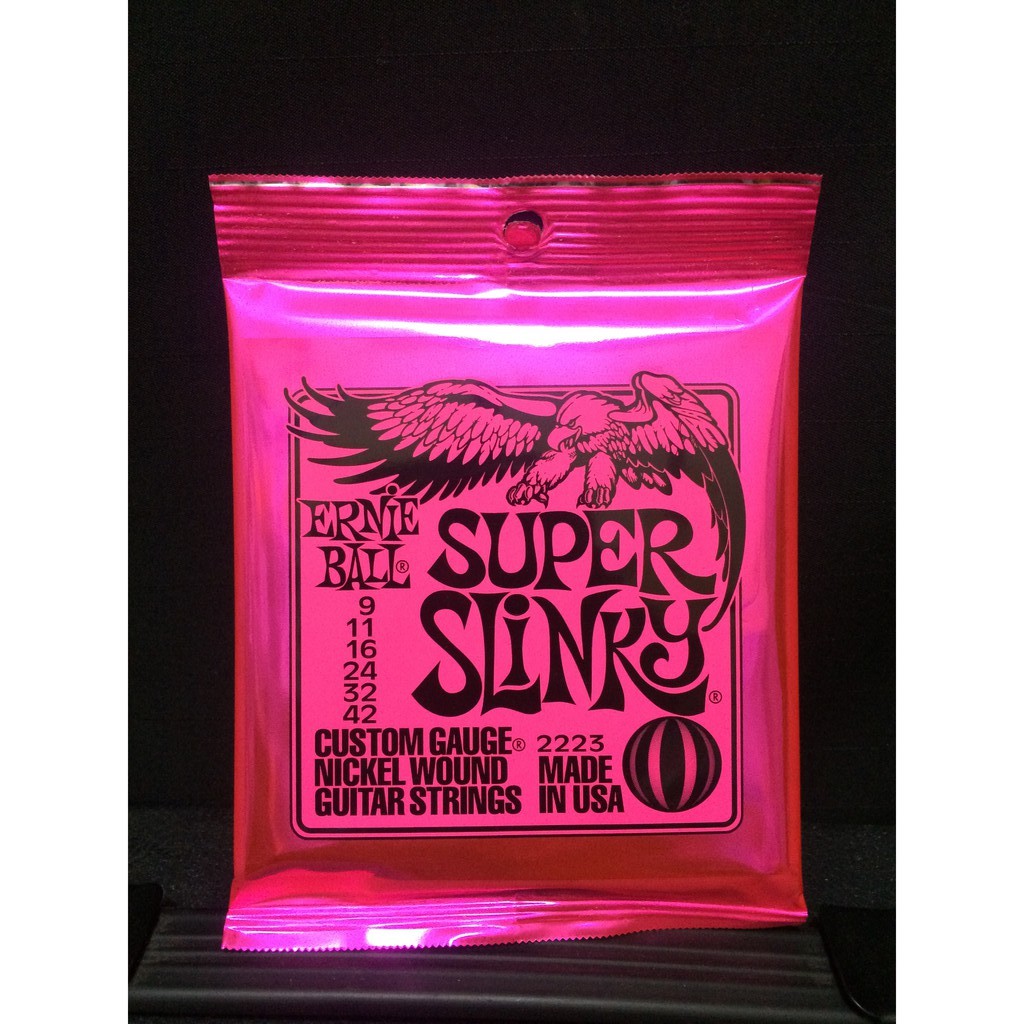 ERNiE
BALL®
SUPER
SLiNKY®
9
11
16
24
32
42
CUSTOM GAUGE® 2223
NICKEL WOUND
GUITAR STRINGS
MADE
IN USA